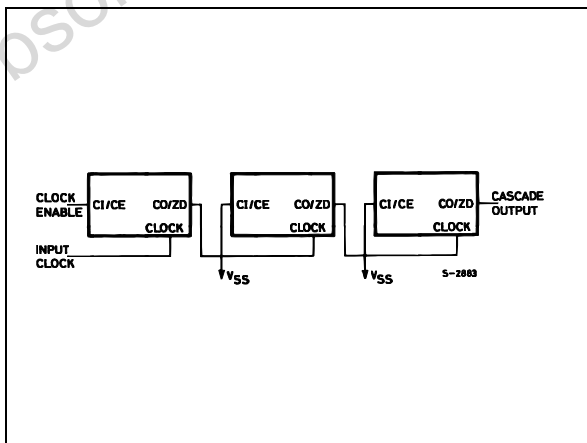 CLOCK ENABLE
CI/CE CO/ZD
CLOCK
INPUT CLOCK
CI/CE CO/ZD
CLOCK
VSS
CI/CE CO/ZD
CLOCK
VSS
CASCADE OUTPUT
S-2883